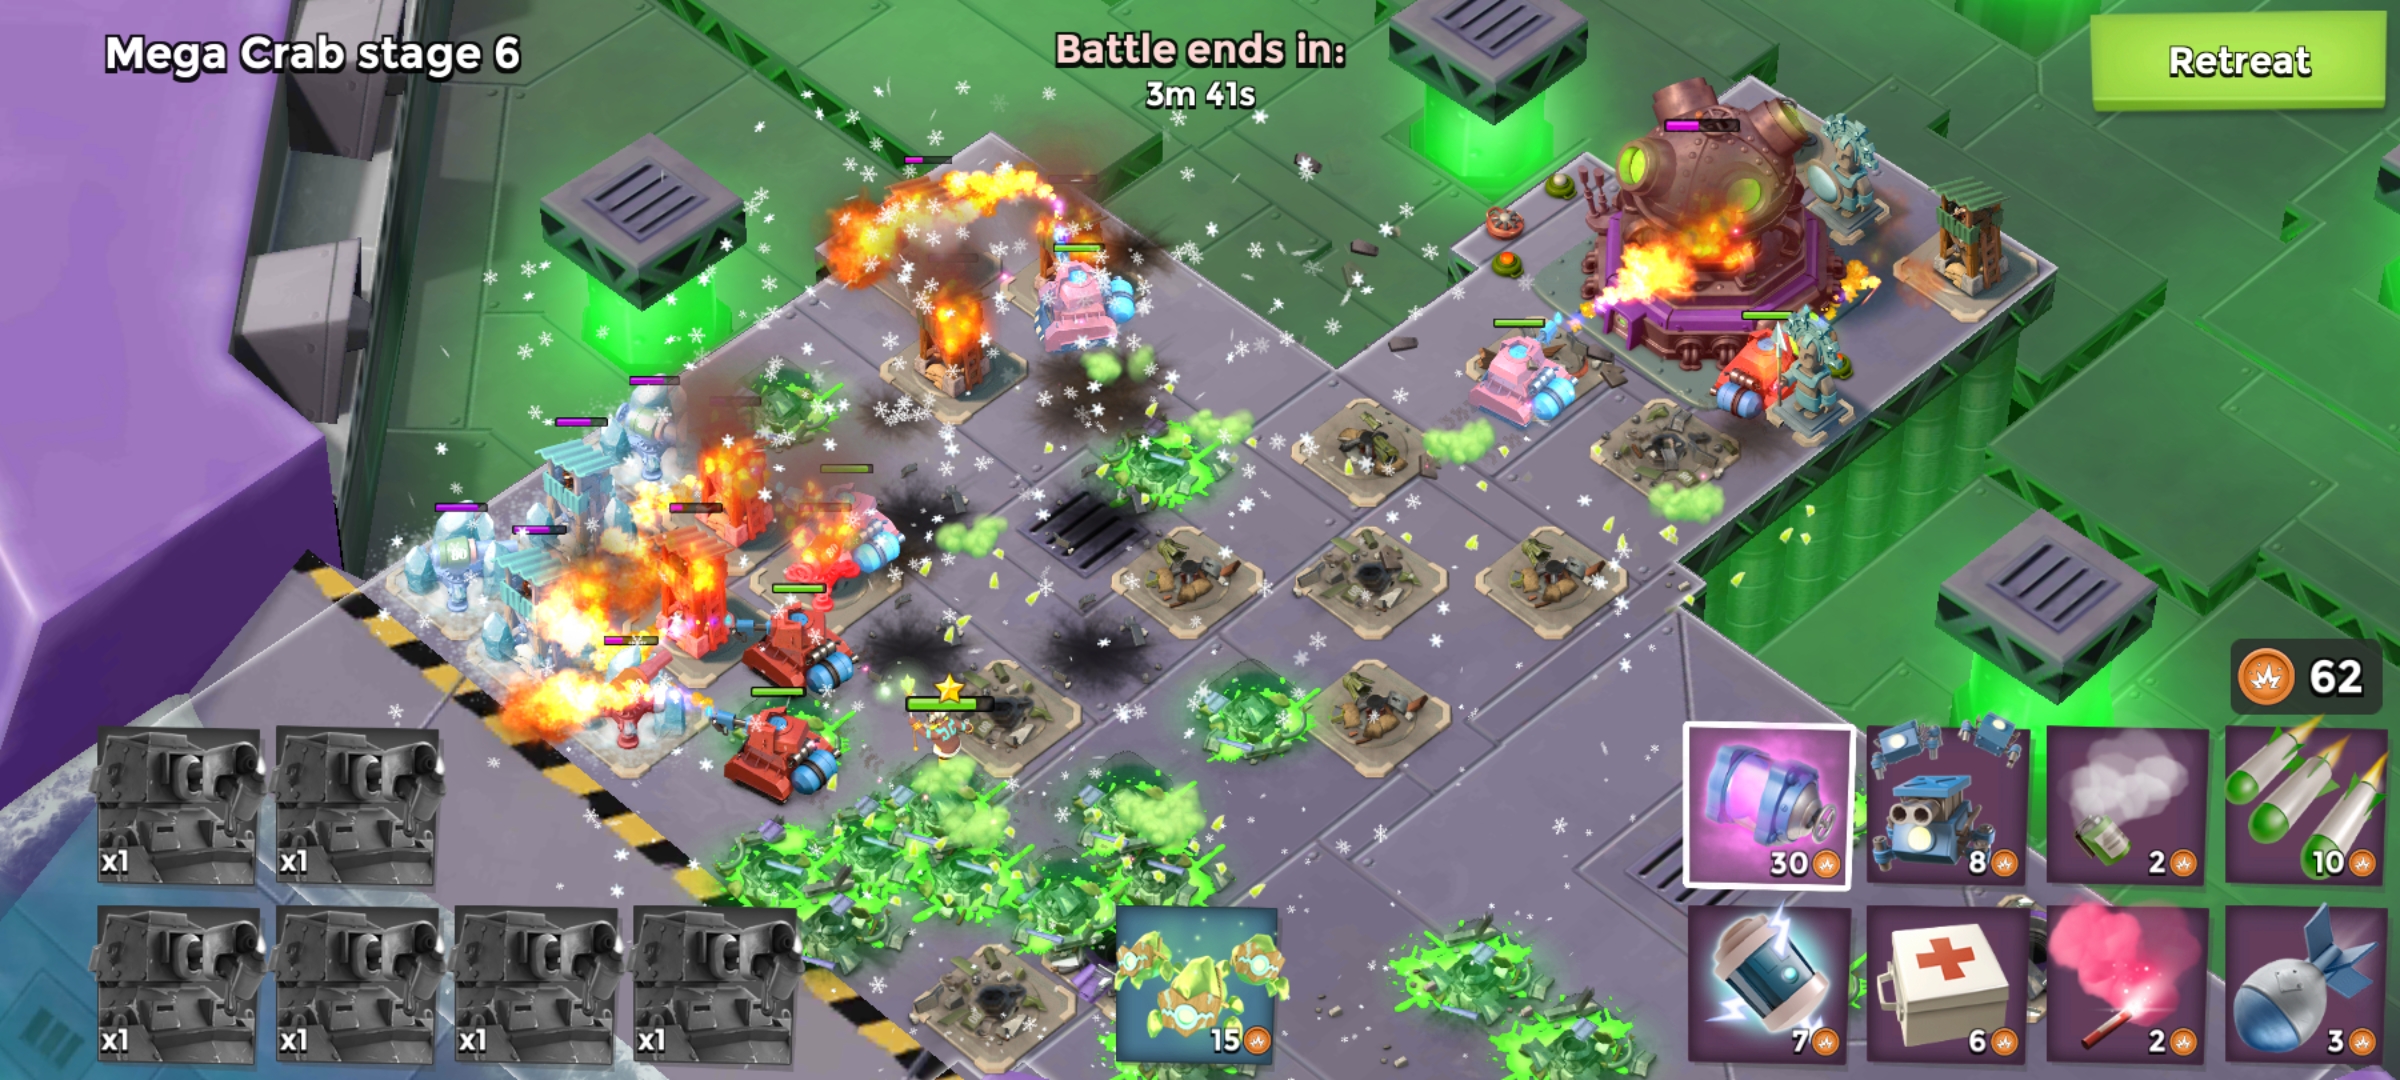 Mega Crab stage 6
Battle ends in:
3m 41s
Retreat
62
x1
x1
30
8
2
10
x1
x1
x1
x1
15
7
6
2
3